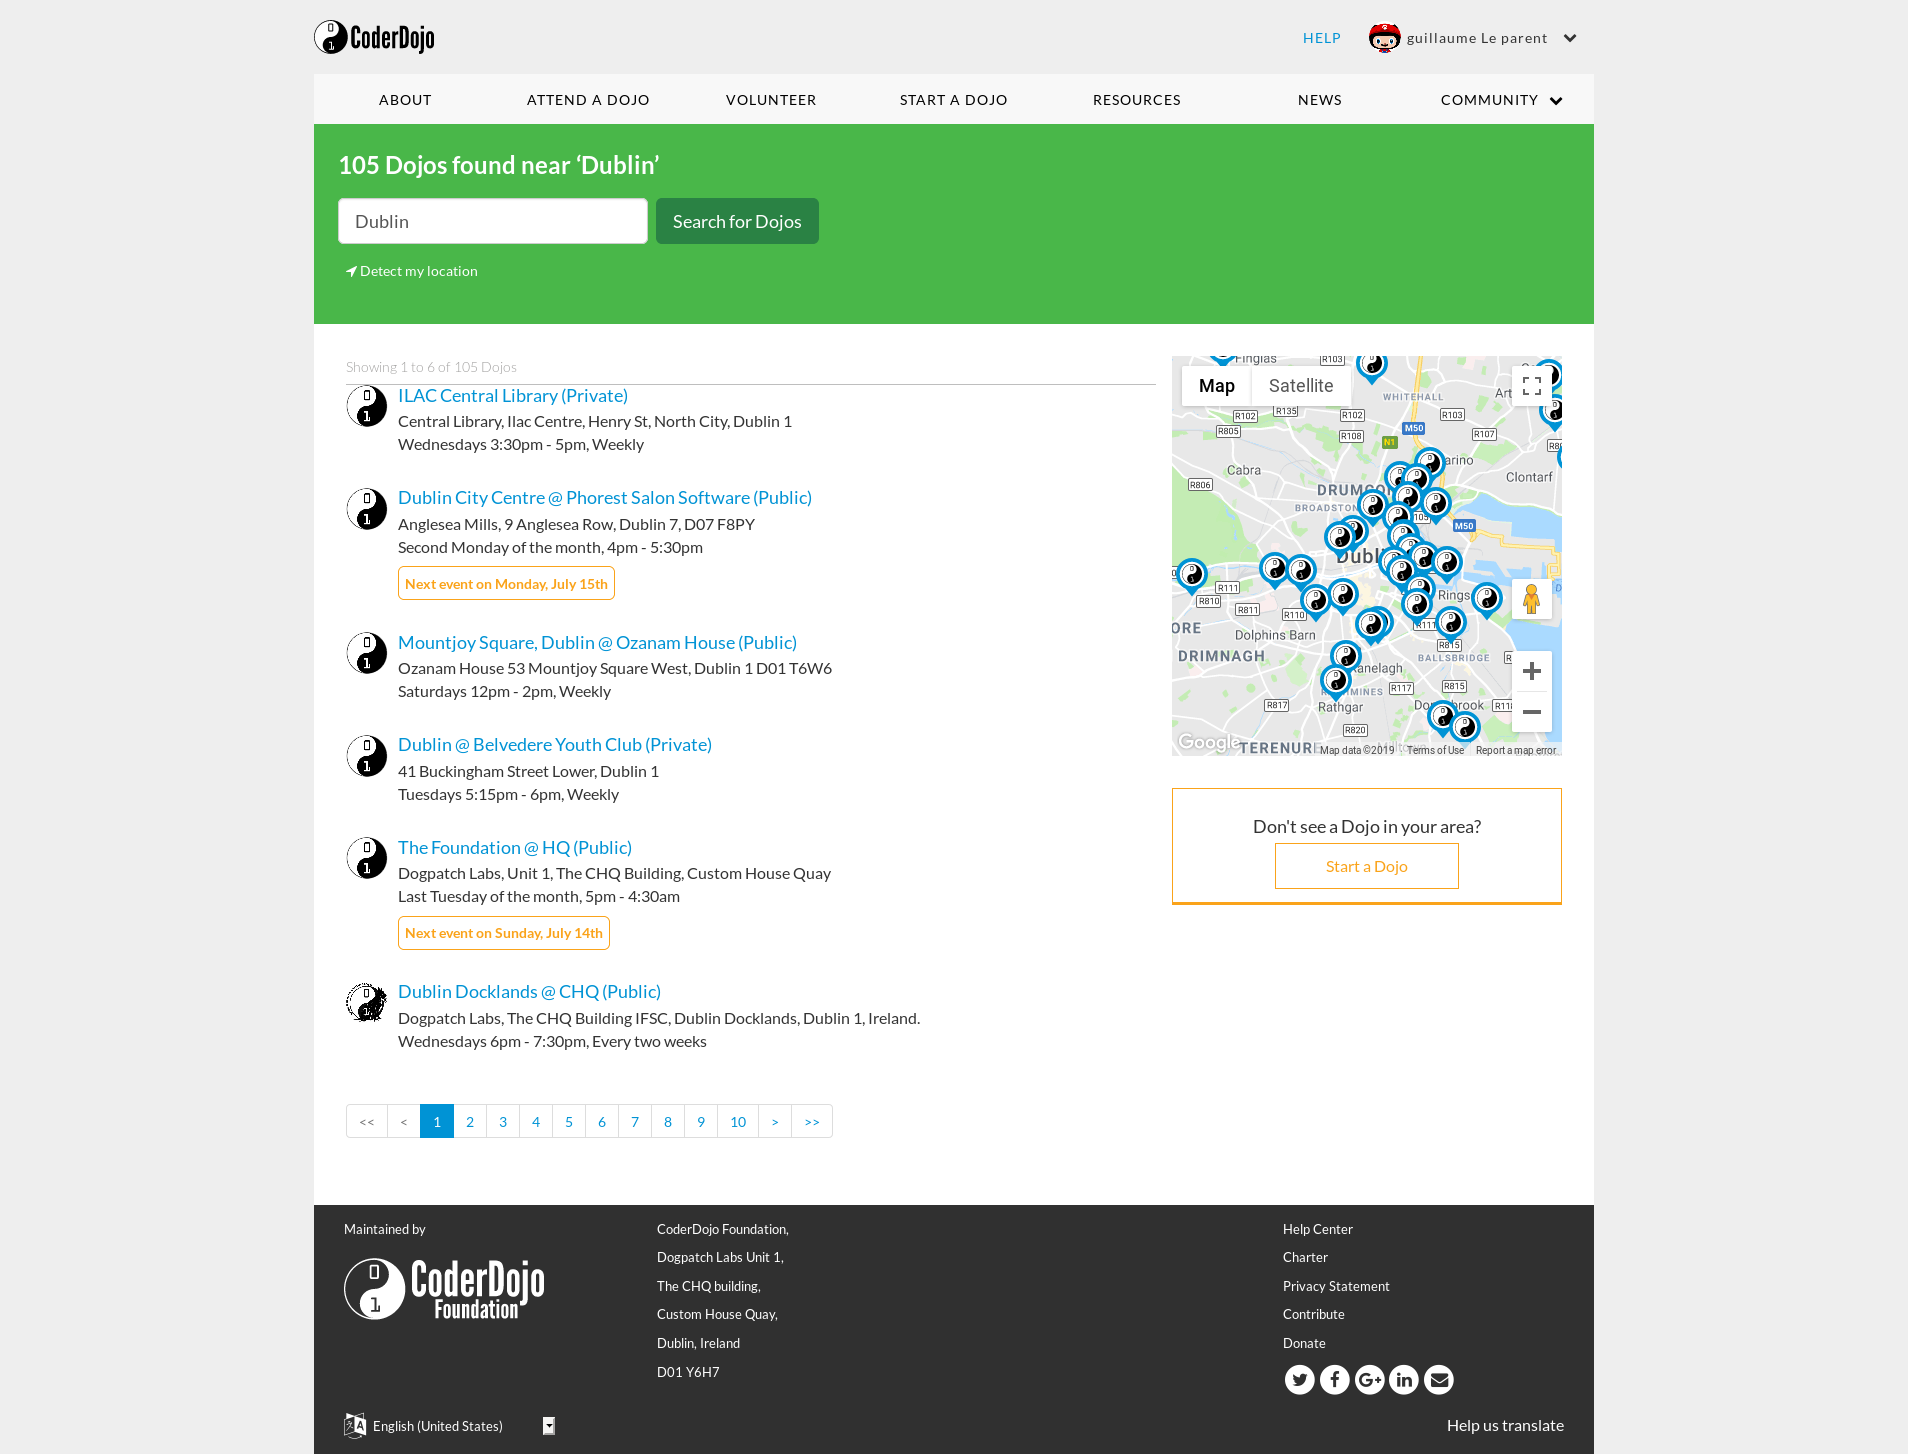 CoderDojo
HELP
guillaume Le parent
ABOUT
ATTEND A DOJO
VOLUNTEER
START A DOJO
RESOURCES
NEWS
COMMUNITY
105 Dojos found near ‘Dublin’
Dublin
Search for Dojos
Detect my location
Showing 1 to 6 of 105 Dojos
ILAC Central Library (Private)
Central Library, Ilac Centre, Henry St, North City, Dublin 1
Wednesdays 3:30pm - 5pm, Weekly
Dublin City Centre @ Phorest Salon Software (Public)
Anglesea Mills, 9 Anglesea Row, Dublin 7, D07 F8PY
Second Monday of the month, 4pm - 5:30pm
Next event on Monday, July 15th
Mountjoy Square, Dublin @ Ozanam House (Public)
Ozanam House 53 Mountjoy Square West, Dublin 1 D01 T6W6
Saturdays 12pm - 2pm, Weekly
Dublin @ Belvedere Youth Club (Private)
41 Buckingham Street Lower, Dublin 1
Tuesdays 5:15pm - 6pm, Weekly
The Foundation @ HQ (Public)
Dogpatch Labs, Unit 1, The CHQ Building, Custom House Quay
Last Tuesday of the month, 5pm - 4:30am
Next event on Sunday, July 14th
Dublin Docklands @ CHQ (Public)
Dogpatch Labs, The CHQ Building IFSC, Dublin Docklands, Dublin 1, Ireland.
Wednesdays 6pm - 7:30pm, Every two weeks
<< < 1 2 3 4 5 6 7 8 9 10 > >>
Map Satellite
Finglas
R103
WHITEHALL
R135
R102
R102
R103
R805
M50
R108
N1
R107
Cabra
Clontarf
R806
M50
R111
R810
R811
R110
Dolphins Barn
DRIMNAGH
R815
BALLSBRIDGE
Ranelagh
R117
R815
R817
Rathgar
R820
TERENURE
Google
Map data ©2019
Terms of Use
Report a map error
Don't see a Dojo in your area?
Start a Dojo
Maintained by
CoderDojo
Foundation
CoderDojo Foundation,
Dogpatch Labs Unit 1,
The CHQ building,
Custom House Quay,
Dublin, Ireland
D01 Y6H7
Help Center
Charter
Privacy Statement
Contribute
Donate
English (United States)
Help us translate